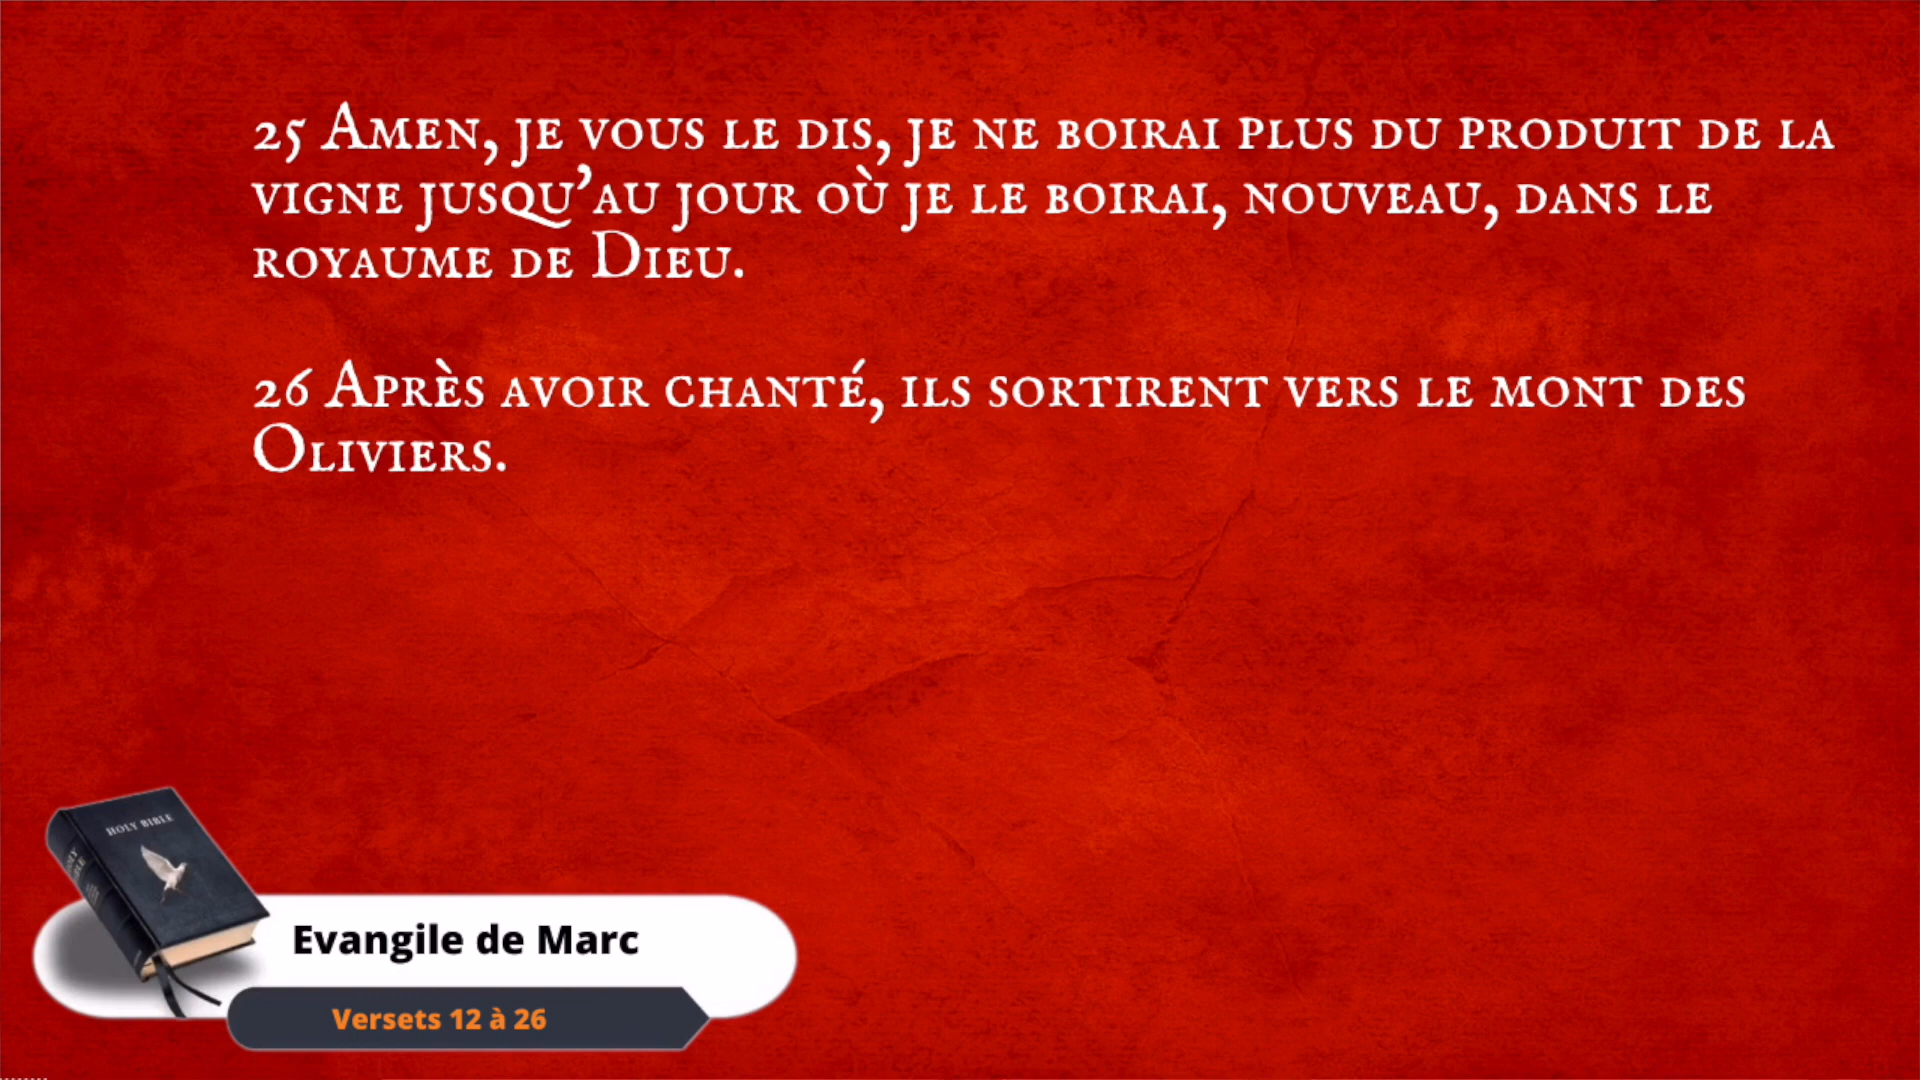 25 Amen, je vous le dis, je ne boirai plus du produit de la
vigne jusqu’au jour où je le boirai, nouveau, dans le
royaume de Dieu.
26 Après avoir chanté, ils sortirent vers le mont des
Oliviers.
HOLY BIBLE
Evangile de Marc
Versets 12 à 26